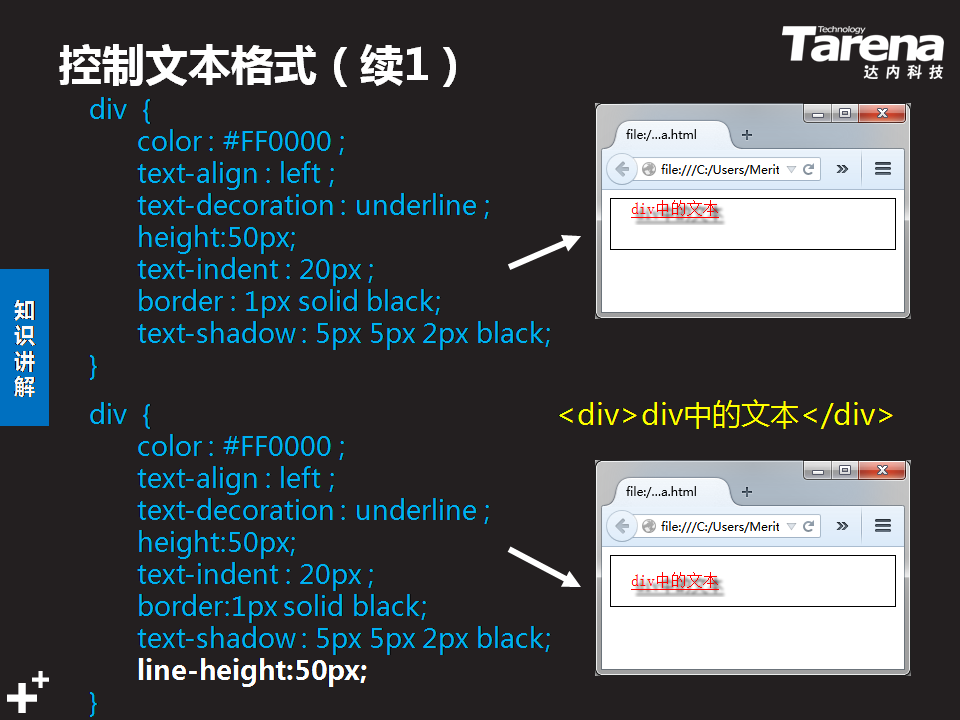 控制文本格式（续1）
Technology
Tarena
达内科技
div {
color : #FF0000 ;
text-align : left ;
text-decoration : underline ;
height:50px;
text-indent : 20px ;
border : 1px solid black;
text-shadow : 5px 5px 2px black;
}
file:/...a.html
file:///C:/Users/Merit
div中的文本
知识讲解
div {
color : #FF0000 ;
text-align : left ;
text-decoration : underline ;
height:50px;
text-indent : 20px ;
border:1px solid black;
text-shadow : 5px 5px 2px black;
line-height:50px;
}
<div>div中的文本</div>
file:/...a.html
file:///C:/Users/Merit
div中的文本